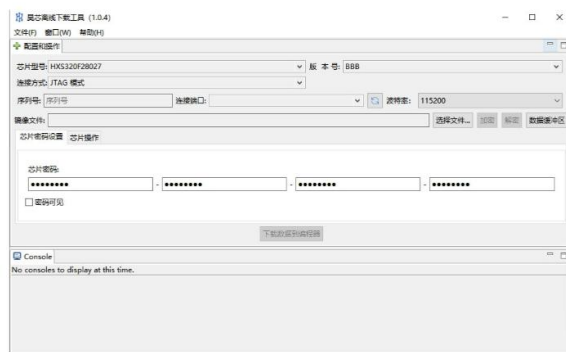 昊芯离线下载工具 (1.0.4)
文件(F) 窗口(W) 帮助(H)
配置和操作
芯片型号: HXS320F28027 版 本 号: BBB
连接方式: JTAG 模式
序列号: 序列号 连接端口: 波特率: 115200
镜像文件: 选择文件... 加密 解密 数据缓冲区
芯片密码设置 芯片操作
芯片密码:
●●●●●●●● - ●●●●●●●● - ●●●●●●●● - ●●●●●●●●
密码可见
下载数据到编程器
Console
No consoles to display at this time.